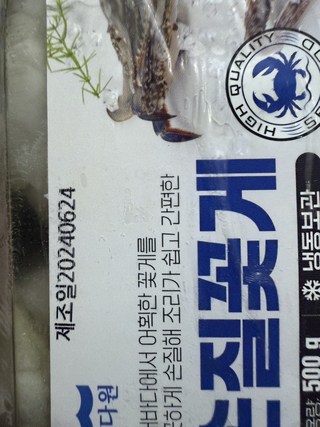 HIGH QUALITY
제조일20240624
다에서 어획한 꽃게를
하게 손질해 조리가 쉽고 간편한
손질꽃게
냉동보관
500 g
다원